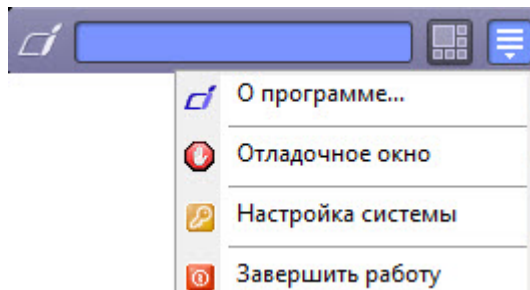 О программе...
Отладочное окно
Настройка системы
Завершить работу